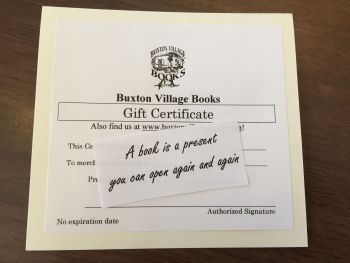 BUXTON VILLAGE
BOOKS
Buxton Village Books
Gift Certificate
Also find us at www.buxton
This Ce
To merch
Pr
A book is a present
you can open again and again
Authorized Signature
No expiration date